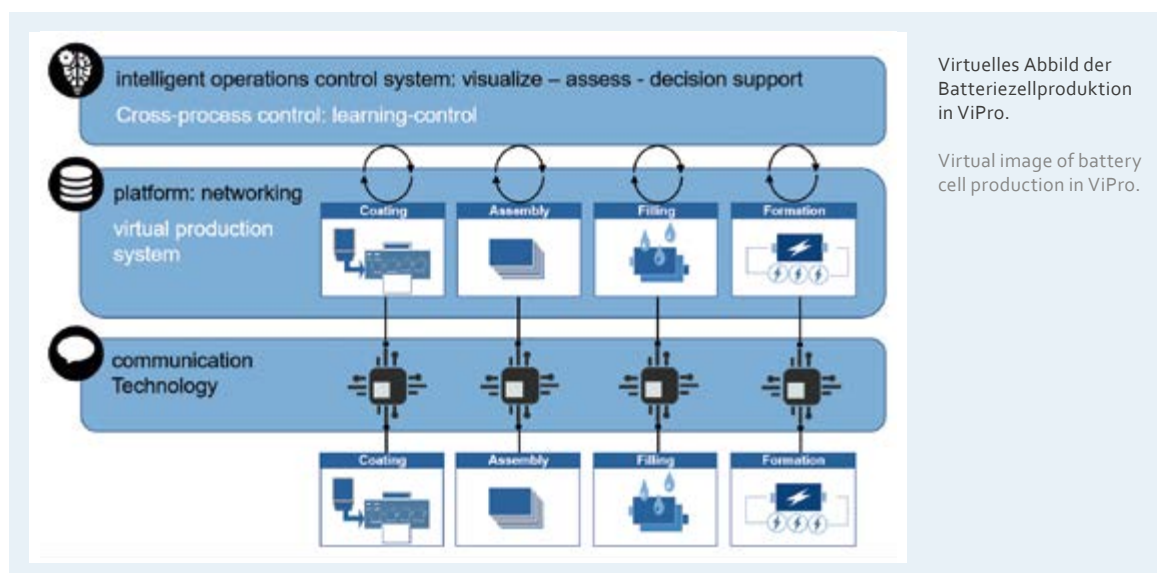 intelligent operations control system: visualize – assess - decision support
Cross-process control: learning-control
platform: networking
virtual production
system
Coating
Assembly
Filling
Formation
communication
Technology
Coating
Assembly
Filling
Formation
Virtuelles Abbild der
Batteriezellproduktion
in ViPro.
Virtual image of battery
cell production in ViPro.